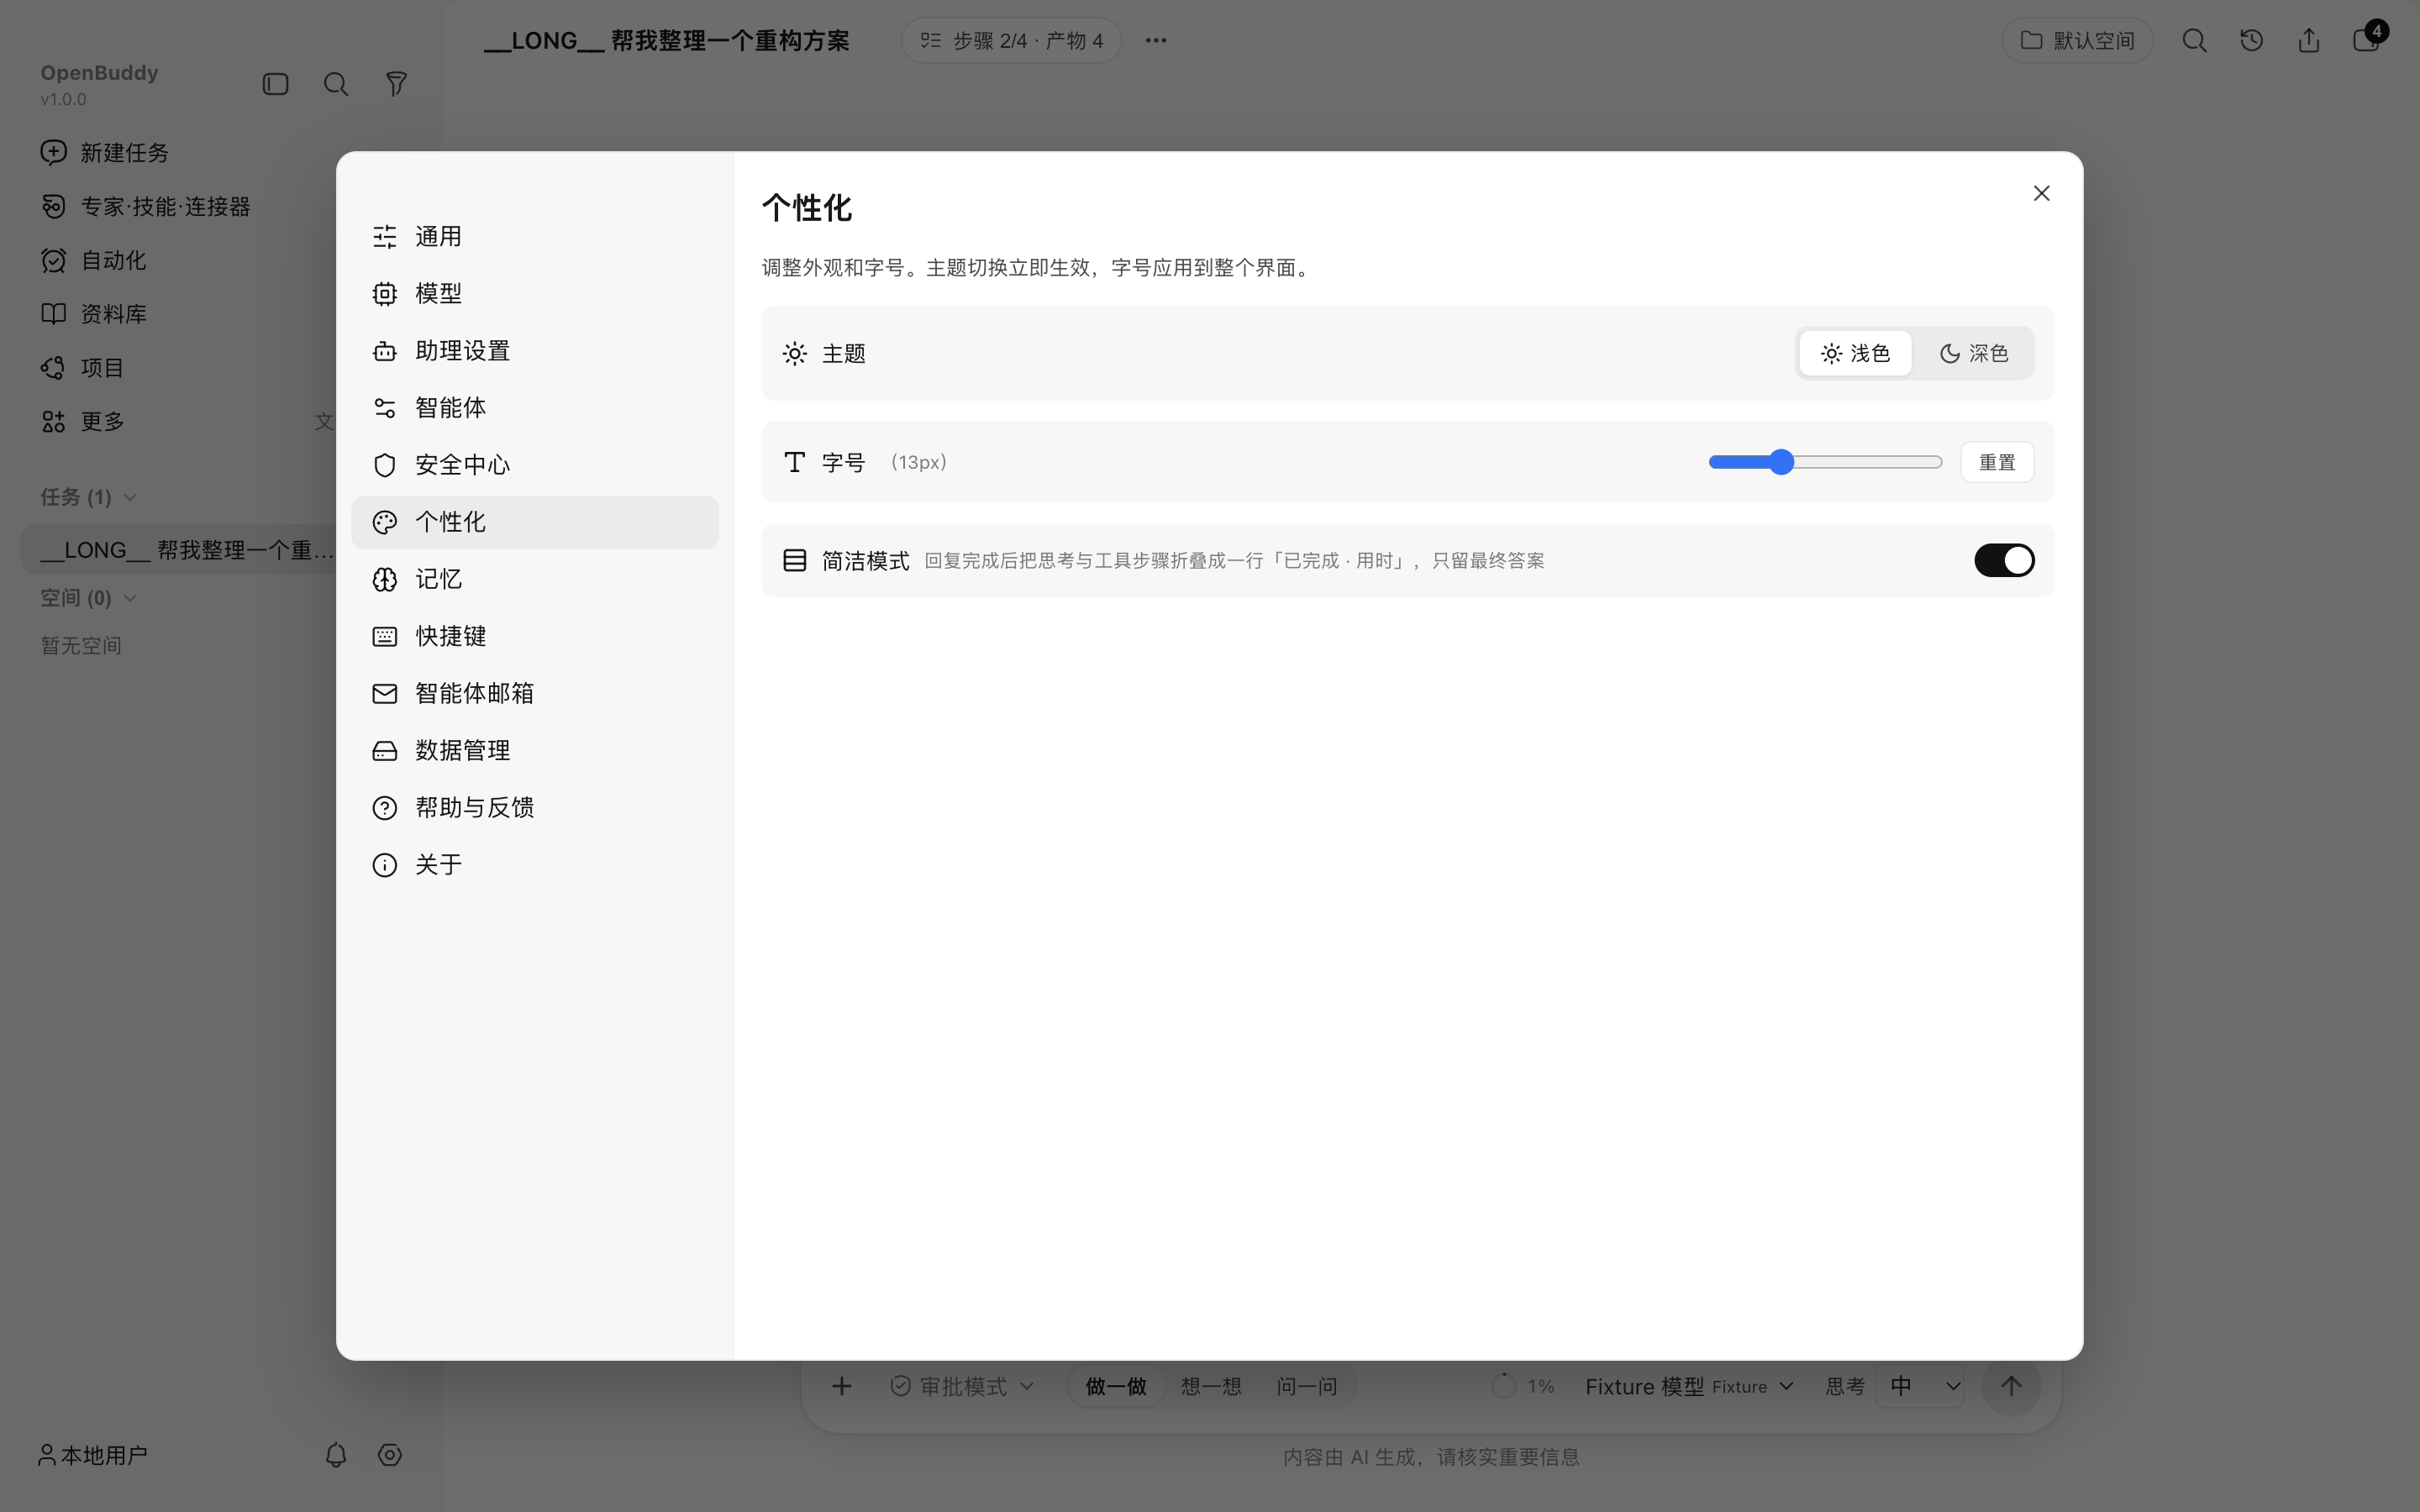 __LONG__ 帮我整理一个重构方案
步骤 2/4 · 产物 4
默认空间
4
OpenBuddy
v1.0.0
新建任务
专家·技能·连接器
自动化
资料库
项目
更多
文
任务 (1)
__LONG__ 帮我整理一个重...
空间 (0)
暂无空间
本地用户
通用
模型
助理设置
智能体
安全中心
个性化
记忆
快捷键
智能体邮箱
数据管理
帮助与反馈
关于
个性化
调整外观和字号。主题切换立即生效，字号应用到整个界面。
主题
浅色
深色
字号 (13px)
重置
简洁模式 回复完成后把思考与工具步骤折叠成一行「已完成 · 用时」，只留最终答案
审批模式
做一做
想一想
问一问
1%
Fixture 模型 Fixture
思考
中
内容由 AI 生成，请核实重要信息